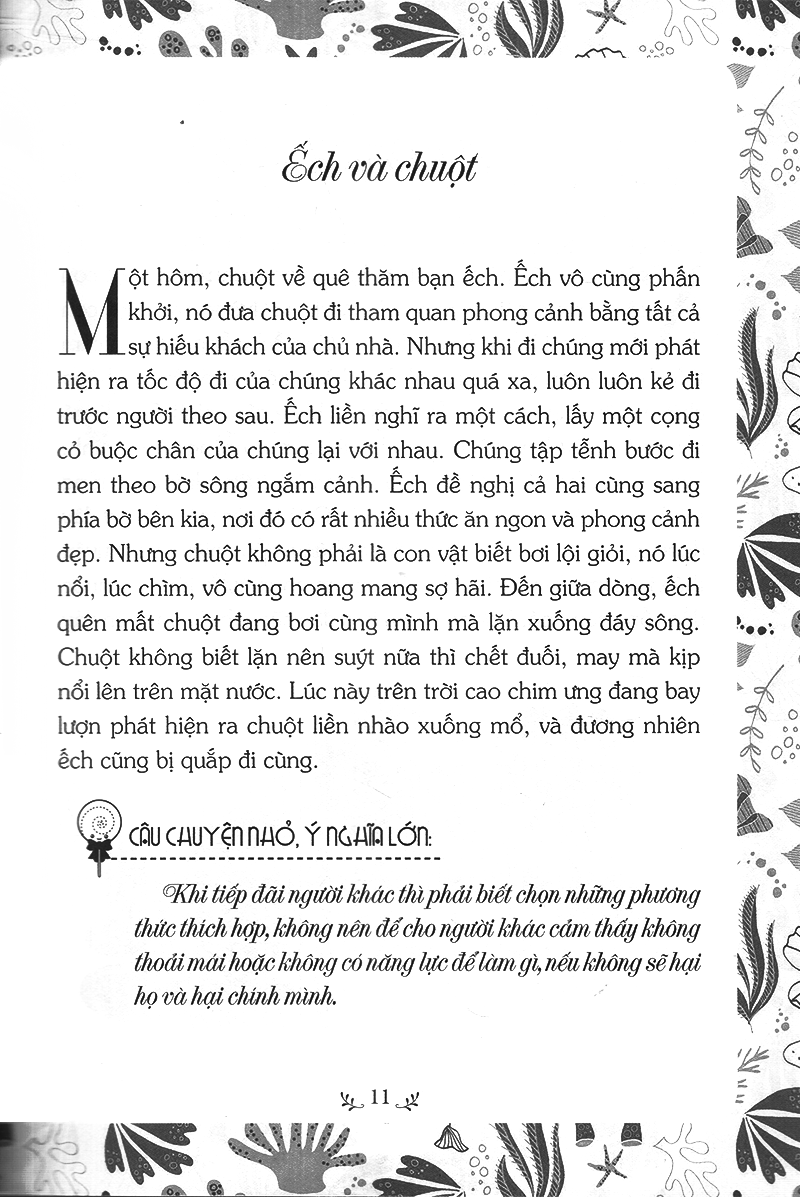 Ếch và chuột
Một hôm, chuột về quê thăm bạn ếch. Ếch vô cùng phấn
khởi, nó đưa chuột đi tham quan phong cảnh bằng tất cả
sự hiếu khách của chủ nhà. Nhưng khi đi chúng mới phát
hiện ra tốc độ đi của chúng khác nhau quá xa, luôn luôn kẻ đi
trước người theo sau. Ếch liền nghĩ ra một cách, lấy một cọng
cỏ buộc chân của chúng lại với nhau. Chúng tập tễnh bước đi
men theo bờ sông ngắm cảnh. Ếch đề nghị cả hai cùng sang
phía bờ bên kia, nơi đó có rất nhiều thức ăn ngon và phong cảnh
đẹp. Nhưng chuột không phải là con vật biết bơi lội giỏi, nó lúc
nổi, lúc chìm, vô cùng hoang mang sợ hãi. Đến giữa dòng, ếch
quên mất chuột đang bơi cùng mình mà lặn xuống đáy sông.
Chuột không biết lặn nên suýt nữa thì chết đuối, may mà kịp
nổi lên trên mặt nước. Lúc này trên trời cao chim ưng đang bay
lượn phát hiện ra chuột liền nhào xuống mổ, và đương nhiên
ếch cũng bị quắp đi cùng.
CÂU CHUYỆN NHỎ, Ý NGHĨA LỚN:
Khi tiếp đãi người khác thì phải biết chọn những phương
thức thích hợp, không nên để cho người khác cảm thấy không
thoải mái hoặc không có năng lực để làm gì, nếu không sẽ hại
họ và hại chính mình.
11